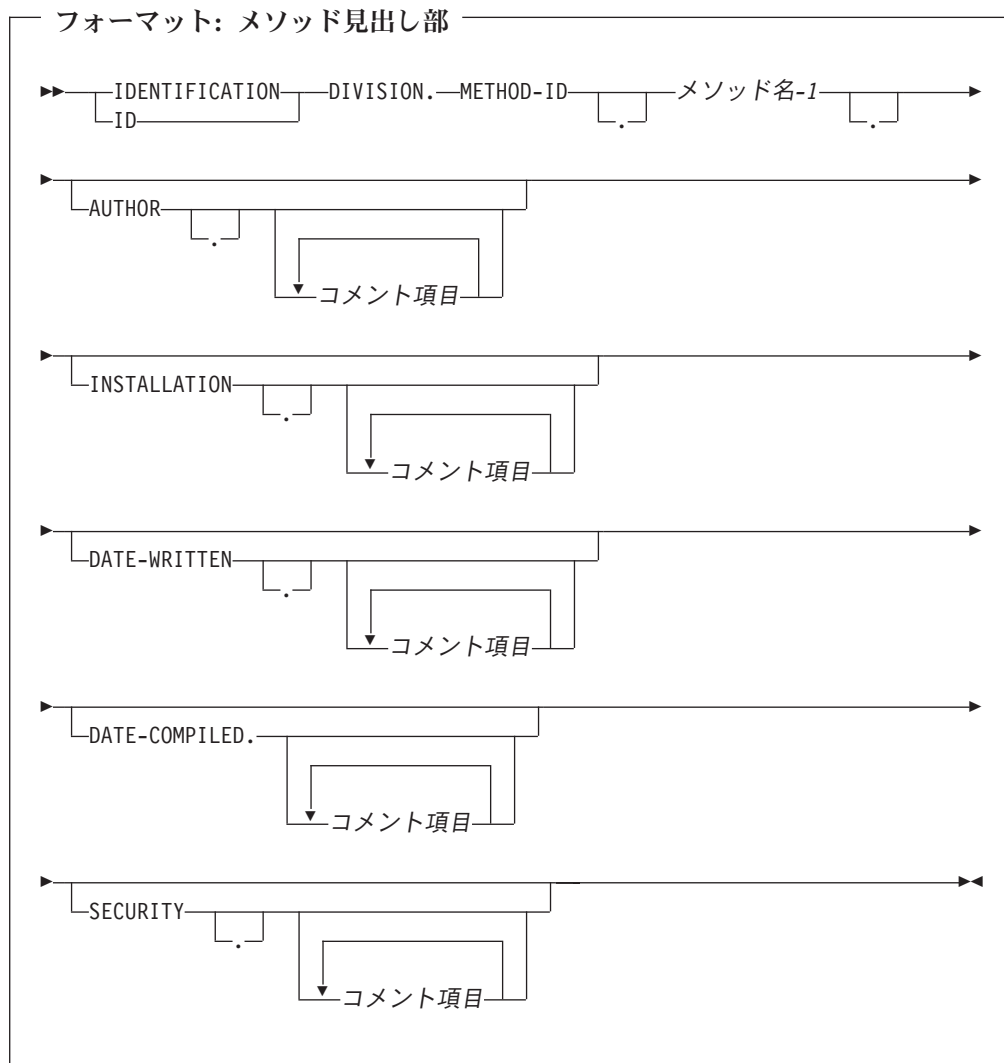 フォーマット: メソッド見出し部
IDENTIFICATION DIVISION. METHOD-ID メソッド名-1
ID . .
AUTHOR
.
コメント項目
INSTALLATION
.
コメント項目
DATE-WRITTEN
.
コメント項目
DATE-COMPILED.
コメント項目
SECURITY
.
コメント項目